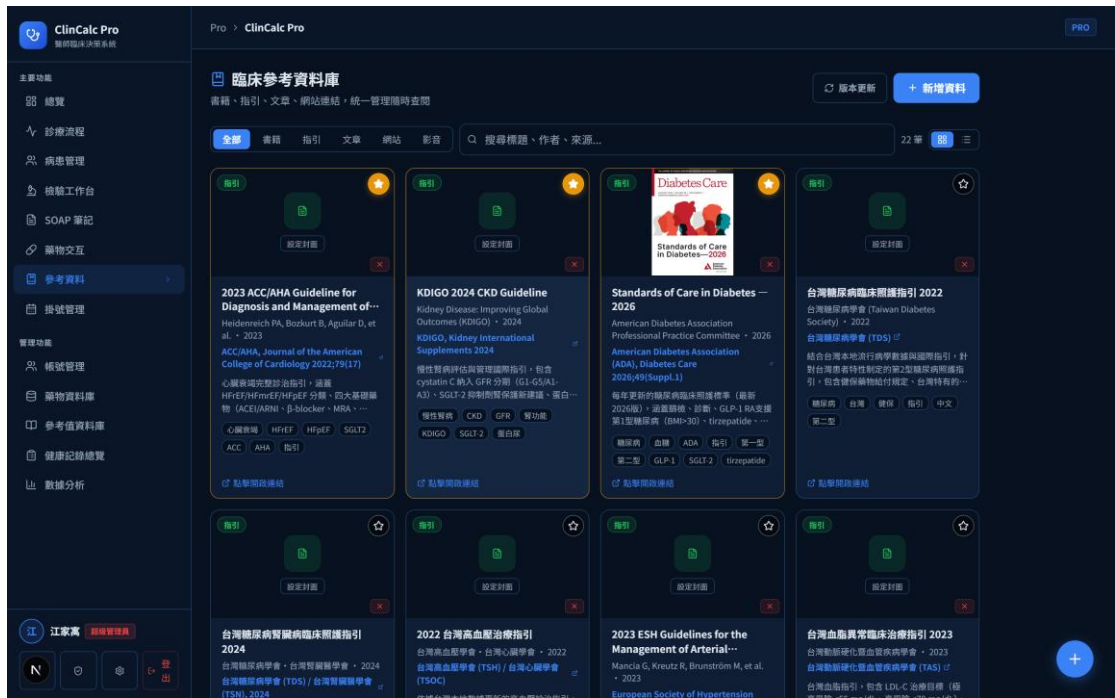 ClinCalc Pro
醫師臨床決策系統
主要功能
總覽
診療流程
病患管理
檢驗工作台
SOAP 筆記
藥物交互
參考資料
掛號管理
管理功能
帳號管理
藥物資料庫
參考值資料庫
健康記錄總覽
數據分析
江
江家寓
超級管理員
N
登出
Pro > ClinCalc Pro
PRO
臨床參考資料庫
書籍、指引、文章、網站連結，統一管理隨時查閱
版本更新
+ 新增資料
全部 書籍 指引 文章 網站 影音
搜尋標題、作者、來源...
22 筆
指引
設定封面
2023 ACC/AHA Guideline for
Diagnosis and Management of…
Heidenreich PA, Bozkurt B, Aguilar D, et
al. • 2023
ACC/AHA, Journal of the American
College of Cardiology 2022;79(17)
心臟衰竭完整診治指引，涵蓋
HFrEF/HFmrEF/HFpEF 分類、四大基礎藥
物（ACEI/ARNI、β-blocker、MRA、…
心臟衰竭 HFrEF HFpEF SGLT2
ACC AHA 指引
點擊開啟連結
指引
設定封面
KDIGO 2024 CKD Guideline
Kidney Disease: Improving Global
Outcomes (KDIGO) • 2024
KDIGO, Kidney International
Supplements 2024
慢性腎病評估與管理國際指引，包含
cystatin C 納入 GFR 分期（G1-G5/A1-
A3）、SGLT-2 抑制劑腎保護新建議、蛋白…
慢性腎病 CKD GFR 腎功能
KDIGO SGLT-2 蛋白尿
點擊開啟連結
指引
Diabetes Care
Standards of Care
in Diabetes—2026
Standards of Care in Diabetes —
2026
American Diabetes Association
Professional Practice Committee • 2026
American Diabetes Association
(ADA), Diabetes Care
2026;49(Suppl.1)
每年更新的糖尿病臨床照護標準（最新
2026版），涵蓋篩檢、診斷、GLP-1 RA支援
第1型糖尿病（BMI>30）、tirzepatide、…
糖尿病 血糖 ADA 指引 第一型
第二型 GLP-1 SGLT-2 tirzepatide
點擊開啟連結
指引
設定封面
台灣糖尿病臨床照護指引 2022
台灣糖尿病學會 (Taiwan Diabetes
Society) • 2022
台灣糖尿病學會 (TDS)
結合台灣本地流行病學數據與國際指引，針
對台灣患者特性制定的第2型糖尿病照護指
引，包含健保藥物給付規定、台灣特有的…
糖尿病 台灣 健保 指引 中文
第二型
點擊開啟連結
指引
設定封面
台灣糖尿病腎臟病臨床照護指引
2024
台灣糖尿病學會、台灣腎臟醫學會 • 2024
台灣糖尿病學會 (TDS) / 台灣腎臟醫學會
(TSN), 2024
指引
設定封面
2022 台灣高血壓治療指引
台灣高血壓學會、台灣心臟學會 • 2022
台灣高血壓學會 (TSH) / 台灣心臟學會
(TSOC)
指引
設定封面
2023 ESH Guidelines for the
Management of Arterial…
Mancia G, Kreutz R, Brunström M, et al.
• 2023
European Society of Hypertension
指引
設定封面
台灣血脂異常臨床治療指引 2023
台灣動脈硬化暨血管疾病學會 • 2023
台灣動脈硬化暨血管疾病學會 (TAS)
台灣血脂指引，包含 LDL-C 治療目標（極